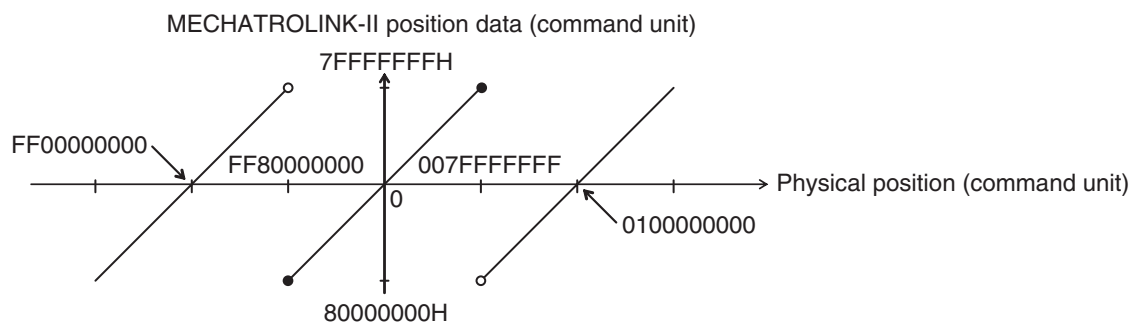 MECHATROLINK-II position data (command unit)
7FFFFFFFH
FF00000000
FF80000000
007FFFFFFF
0
Physical position (command unit)
0100000000
80000000H